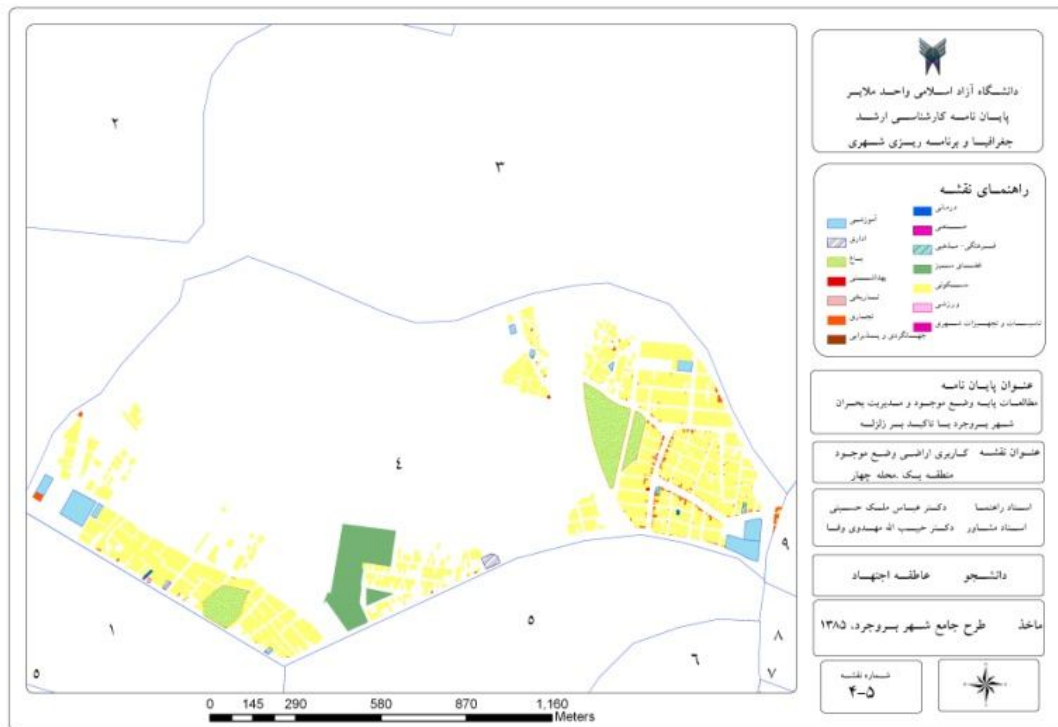 دانشگاه آزاد اسلامی واحد ملایر
پایان نامه کارشناسی ارشد
جغرافیا و برنامه ریزی شهری
راهنمای نقشه
آموزشی
اداری
باغ
بهداشتی
تاریخی
تجاری
جهانگردی و پذیرایی
درمانی
صنعتی
فرهنگی - مذهبی
فضای سبز
مسکونی
ورزشی
تاسیسات و تجهیزات شهری
عنوان پایان نامه
مطالعات پایه وضع موجود و مدیریت بحران
شهر بروجرد با تاکید بر زلزله
عنوان نقشه کاربری اراضی وضع موجود
منطقه یک .محله چهار
استاد راهنما دکتر عباس ملک حسینی
استاد مشاور دکتر حبیب الله مهدوی وفا
دانشجو عاطفه اجتهاد
ماخذ طرح جامع شهر بروجرد، ۱۳۸۵
شماره نقشه
۴-۵
۲
۳
۴
۱
۵
۵
۶
۹
۸
۷
0 145 290 580 870 1,160
Meters